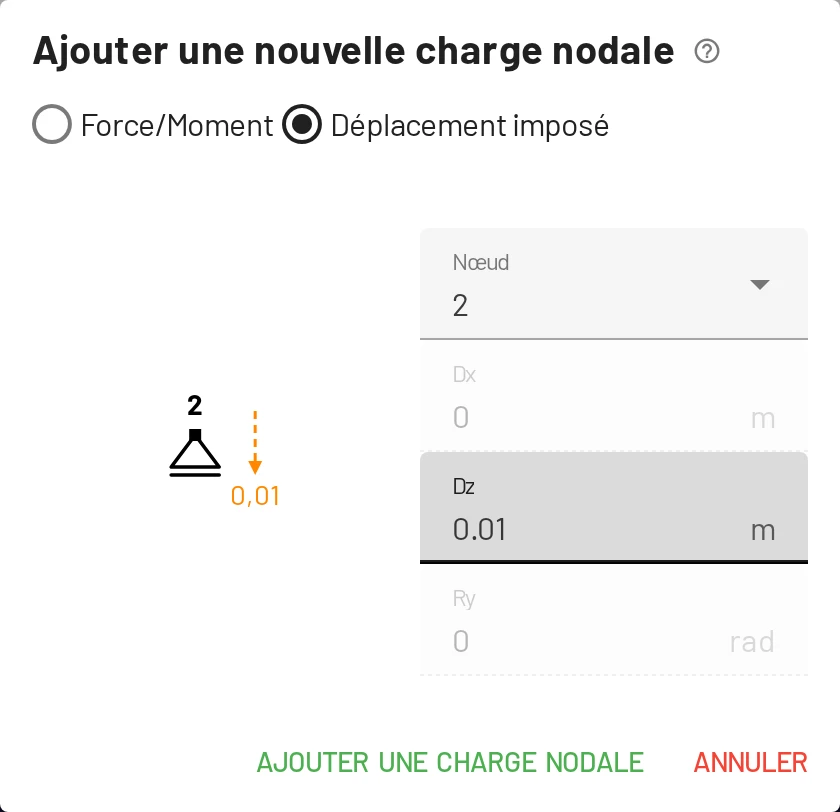 Ajouter une nouvelle charge nodale
Force/Moment Déplacement imposé
Nœud
2
Dx
0 m
2
0,01
Dz
0.01 m
Ry
0 rad
AJOUTER UNE CHARGE NODALE ANNULER